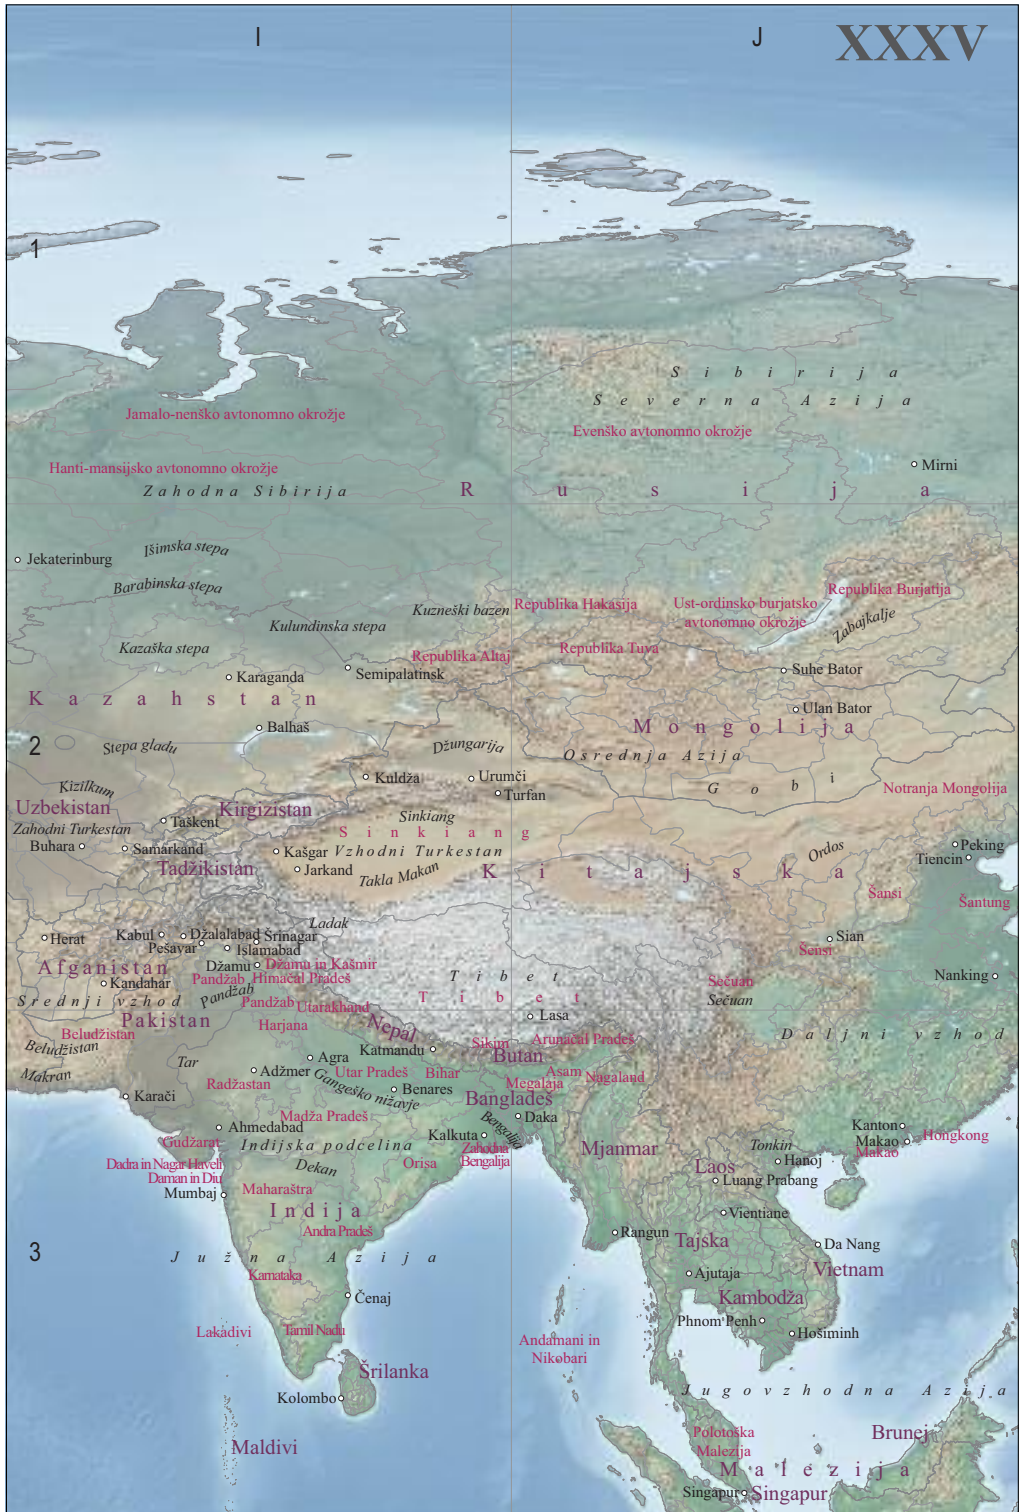 I
J
XXXV
1
Sibirija
Severna Azija
Jamalo-nenško avtonomno okrožje
Evenško avtonomno okrožje
Hanti-mansijsko avtonomno okrožje
Mirni
Zahodna Sibirija
Rusija
Jekaterinburg
Išimska stepa
Barabinska stepa
Kuzneški bazen
Republika Hakasija
Ust-ordinsko burjatsko
avtonomno okrožje
Republika Burjatija
Kulundinska stepa
Zabajkalje
Kazaška stepa
Republika Altaj
Republika Tuva
Karaganda
Semipalatinsk
Suhe Bator
Kazahstan
Ulan Bator
Balhaš
Mongolija
2
Stepa gladu
Džungarija
Osrednja Azija
Kizilkum
Kuldža
Urumči
Turfan
Gobi
Notranja Mongolija
Uzbekistan
Kirgizistan
Taškent
Sinkiang
Zahodni Turkestan
Sinkiang
Buhara
Samarkand
Kašgar
Vzhodni Turkestan
Ordos
Peking
Tiencin
Tadžikistan
Jarkand
Takla Makan
Kitajska
Šansi
Šantung
Ladak
Herat
Kabul
Džalalabad
Šrinagar
Pešavar
Islamabad
Sian
Šensi
Afganistan
Džamu
Džamu in Kašmir
Kandahar
Pandžab
Himačal Pradeš
Tibet
Sečuan
Nanking
Srednji vzhod
Pandžab
Pandžab
Utarakhand
Tibet
Sečuan
Pakistan
Harjana
Nepal
Lasa
Beludžistan
Beludžistan
Daljni vzhod
Katmandu
Sikim
Arunačal Pradeš
Makran
Tar
Agra
Butan
Adžmer
Utar Pradeš
Bihar
Asam
Nagaland
Radžastan
Gangeško nižavje
Benares
Megalaja
Karači
Bangladeš
Madža Pradeš
Daka
Ahmedabad
Bengalija
Kanton
Gudžarat
Indijska podcelina
Kalkuta
Zahodna
Bengalija
Mjanmar
Tonkin
Makao
Hongkong
Makao
Dadra in Nagar Haveli
Daman in Diu
Dekan
Orisa
Laos
Hanoj
Mumbaj
Maharaštra
Luang Prabang
Indija
Vientiane
Andra Pradeš
Rangun
Tajska
Da Nang
3
Južna Azija
Karnataka
Ajutaja
Vietnam
Čenaj
Kambodža
Lakadivi
Tamil Nadu
Andamani in
Nikobari
Phnom Penh
Hošiminh
Šrilanka
Jugovzhodna Azija
Kolombo
Maldivi
Polotoška
Malezija
Brunej
Malezija
Singapur
Singapur